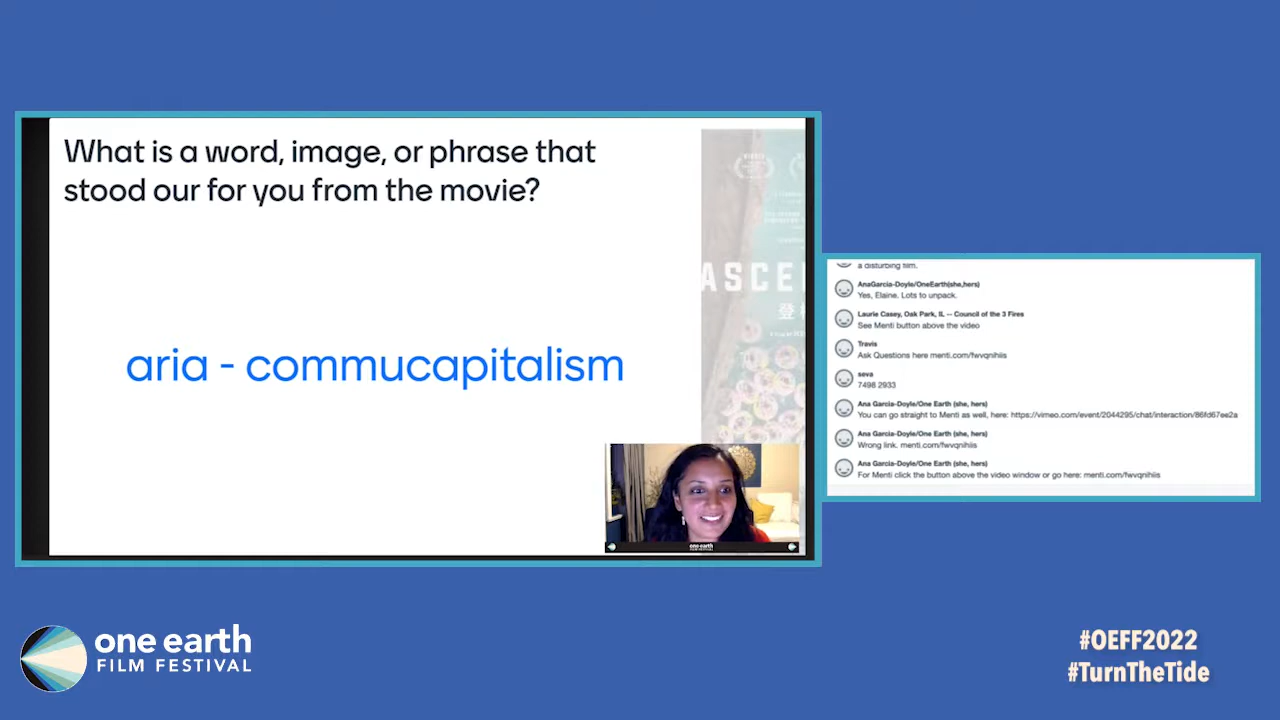 What is a word, image, or phrase that
stood our for you from the movie?
ASCE
登
aria - commucapitalism
one earth
FILM FESTIVAL
a disturbing film.
AnaGarcia-Doyle/OneEarth(she,hers)
Yes, Elaine. Lots to unpack.
Laurie Casey, Oak Park, IL -- Council of the 3 Fires
See Menti button above the video
Travis
Ask Questions here menti.com/fwvqnihiis
seva
7498 2933
Ana Garcia-Doyle/One Earth (she, hers)
You can go straight to Menti as well, here: https://vimeo.com/event/2044295/chat/interaction/86fd67ee2a
Ana Garcia-Doyle/One Earth (she, hers)
Wrong link. menti.com/fwvqnihiis
Ana Garcia-Doyle/One Earth (she, hers)
For Menti click the button above the video window or go here: menti.com/fwvqnihiis
one earth
FILM FESTIVAL
#OEFF2022
#TurnTheTide